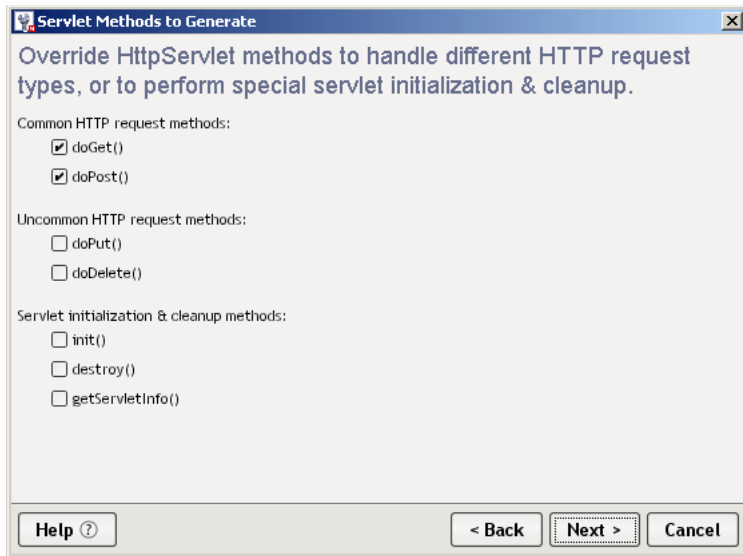 Servlet Methods to Generate
Override HttpServlet methods to handle different HTTP request
types, or to perform special servlet initialization & cleanup.
Common HTTP request methods:
doGet()
doPost()
Uncommon HTTP request methods:
doPut()
doDelete()
Servlet initialization & cleanup methods:
init()
destroy()
getServletInfo()
Help ? < Back Next > Cancel